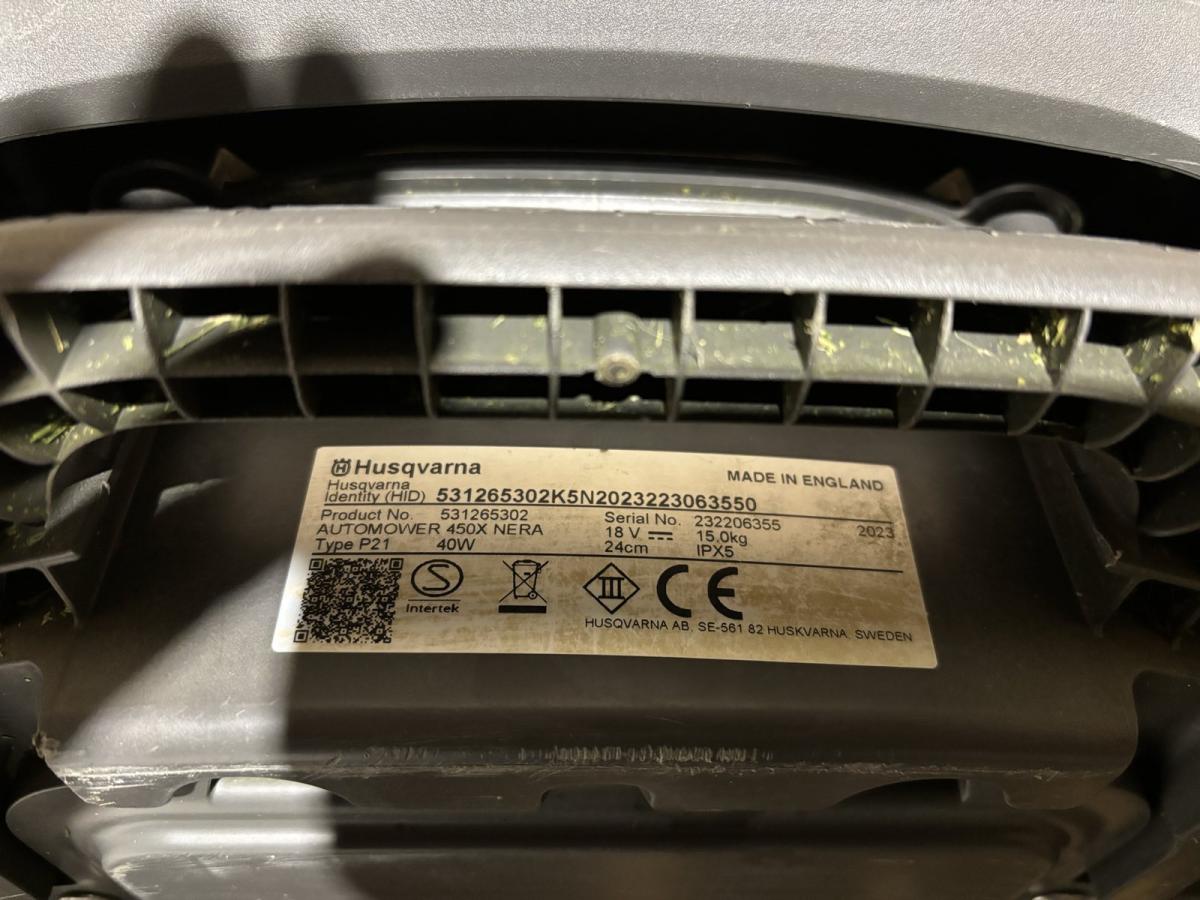 Husqvarna
MADE IN ENGLAND
Husqvarna
Identity (HID) 531265302K5N2023223063550
Product No. 531265302 Serial No. 232206355 2023
AUTOMOWER 450X NERA 18 V 15,0kg
Type P21 40W 24cm IPX5
S
Intertek
III
CE
HUSQVARNA AB, SE-561 82 HUSKVARNA, SWEDEN